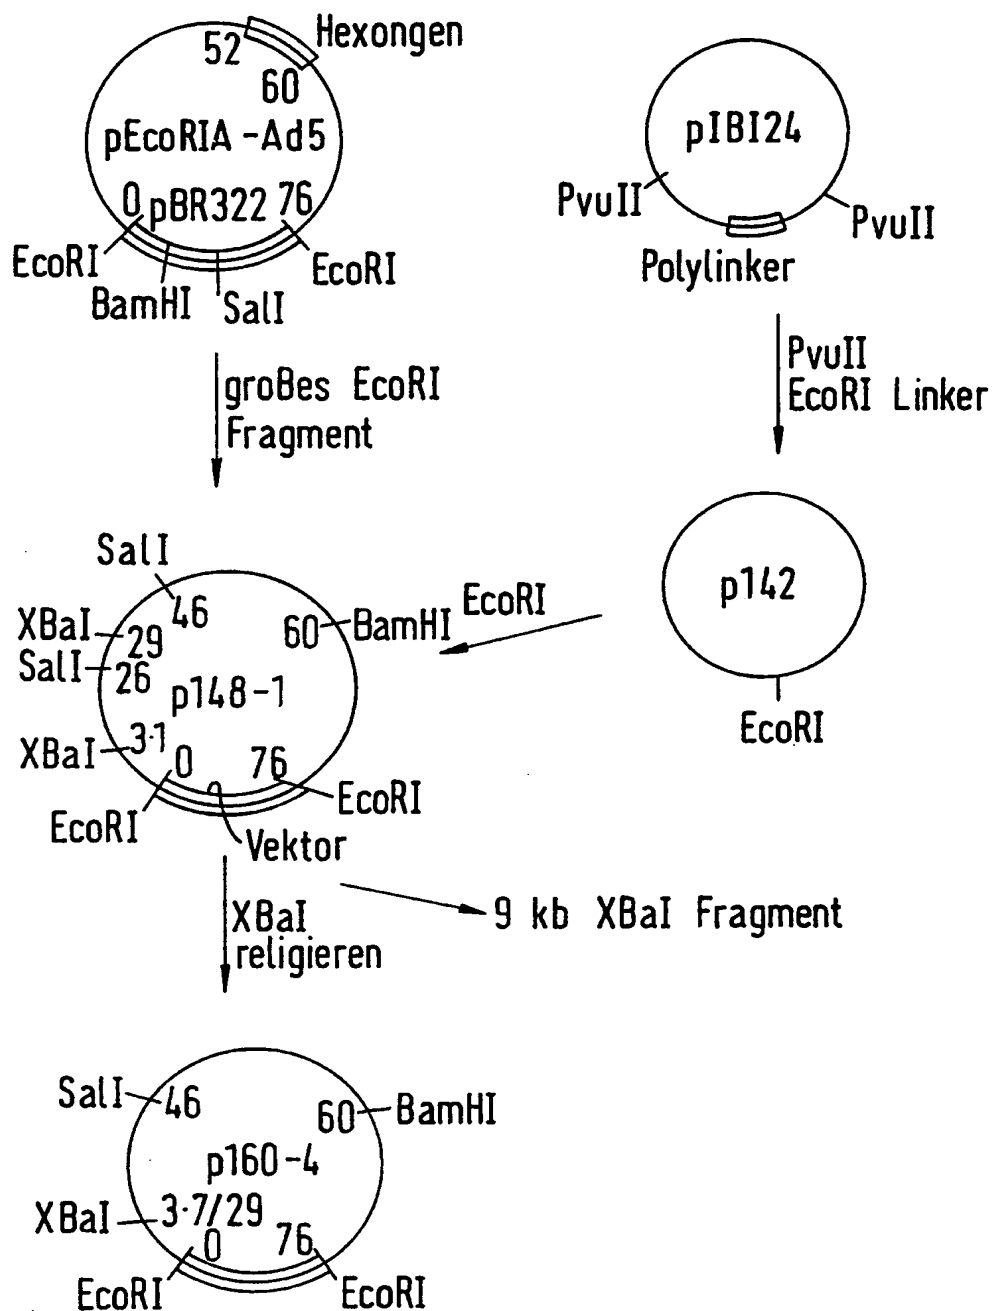 Hexongen
52
60
pEcoRIA-Ad5
0 pBR322 76
EcoRI
EcoRI
BamHI
SalI
pIBI24
PvuII
PvuII
Polylinker
großes EcoRI
Fragment
PvuII
EcoRI Linker
p142
EcoRI
EcoRI
SalI
46
XBaI
29
SalI
26
60
BamHI
p148-1
XBaI
3·1
0
76
EcoRI
EcoRI
Vektor
XBaI
religieren
9 kb XBaI Fragment
SalI
46
60
BamHI
p160-4
XBaI
3·7/29
0
76
EcoRI
EcoRI